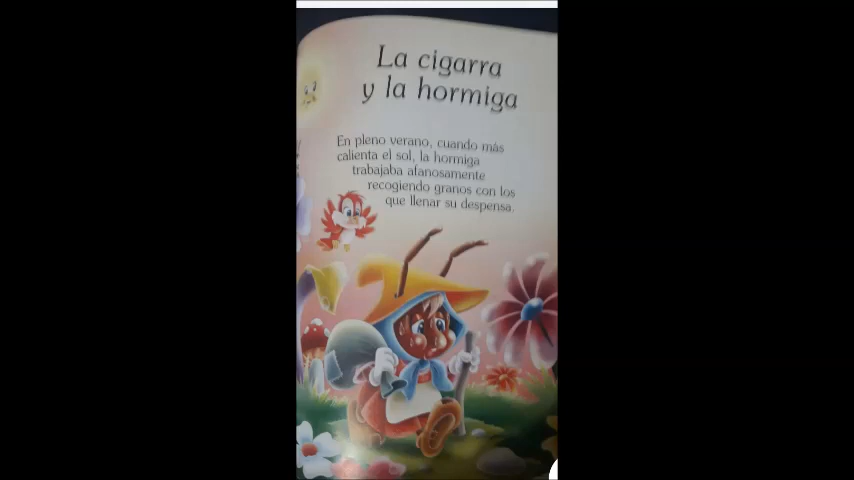 La cigarra
y la hormiga
En pleno verano, cuando más
calienta el sol, la hormiga
trabajaba afanosamente
recogiendo granos con los
que llenar su despensa.